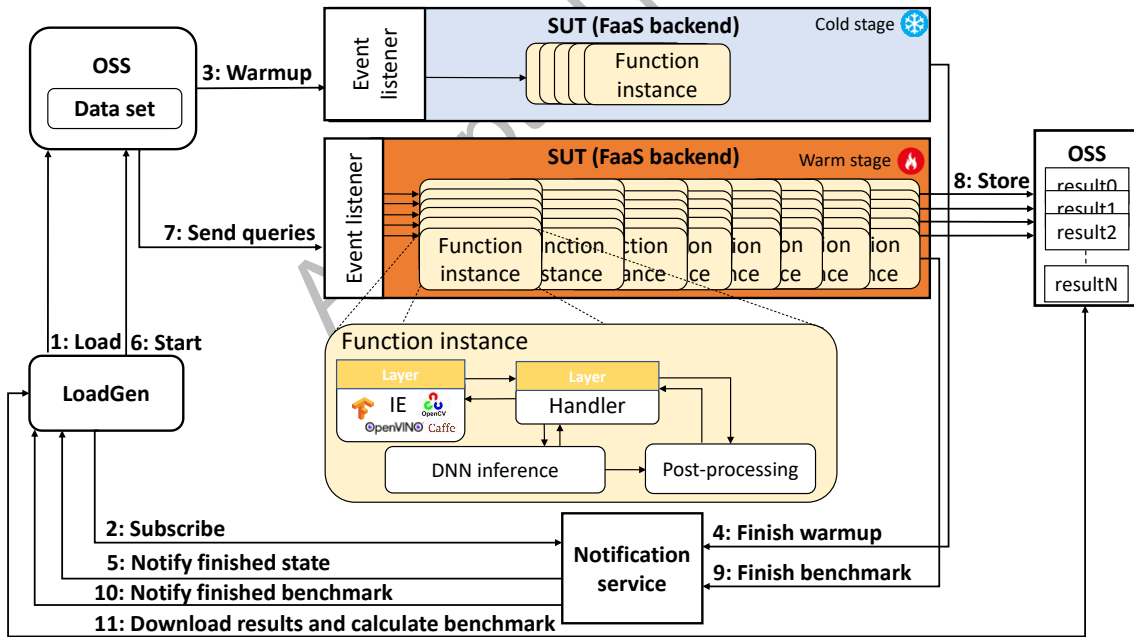 SUT (FaaS backend)
Cold stage
Event
listener
Function
instance
OSS
Data set
3: Warmup
SUT (FaaS backend)
Warm stage
Event listener
Function
instance
7: Send queries
8: Store
OSS
result0
result1
result2
resultN
1: Load
6: Start
LoadGen
Function instance
Layer
IE
OpenCV
OpenVINO
Caffe
Layer
Handler
DNN inference
Post-processing
2: Subscribe
5: Notify finished state
10: Notify finished benchmark
11: Download results and calculate benchmark
Notification
service
4: Finish warmup
9: Finish benchmark